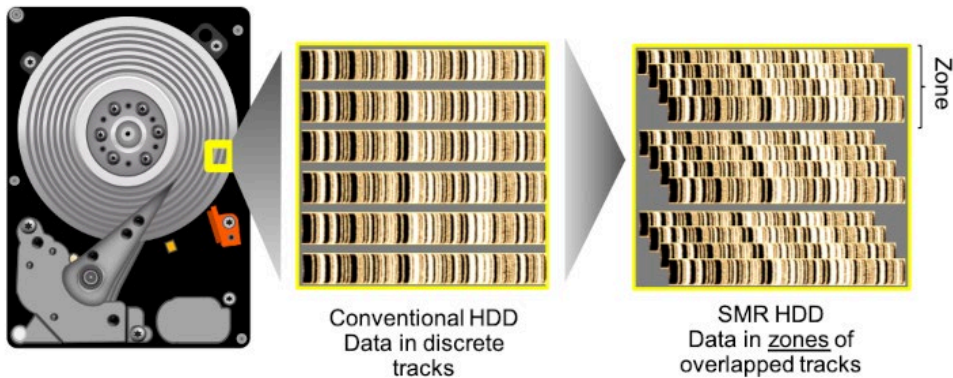 Zone
Conventional HDD
Data in discrete
tracks
SMR HDD
Data in zones of
overlapped tracks